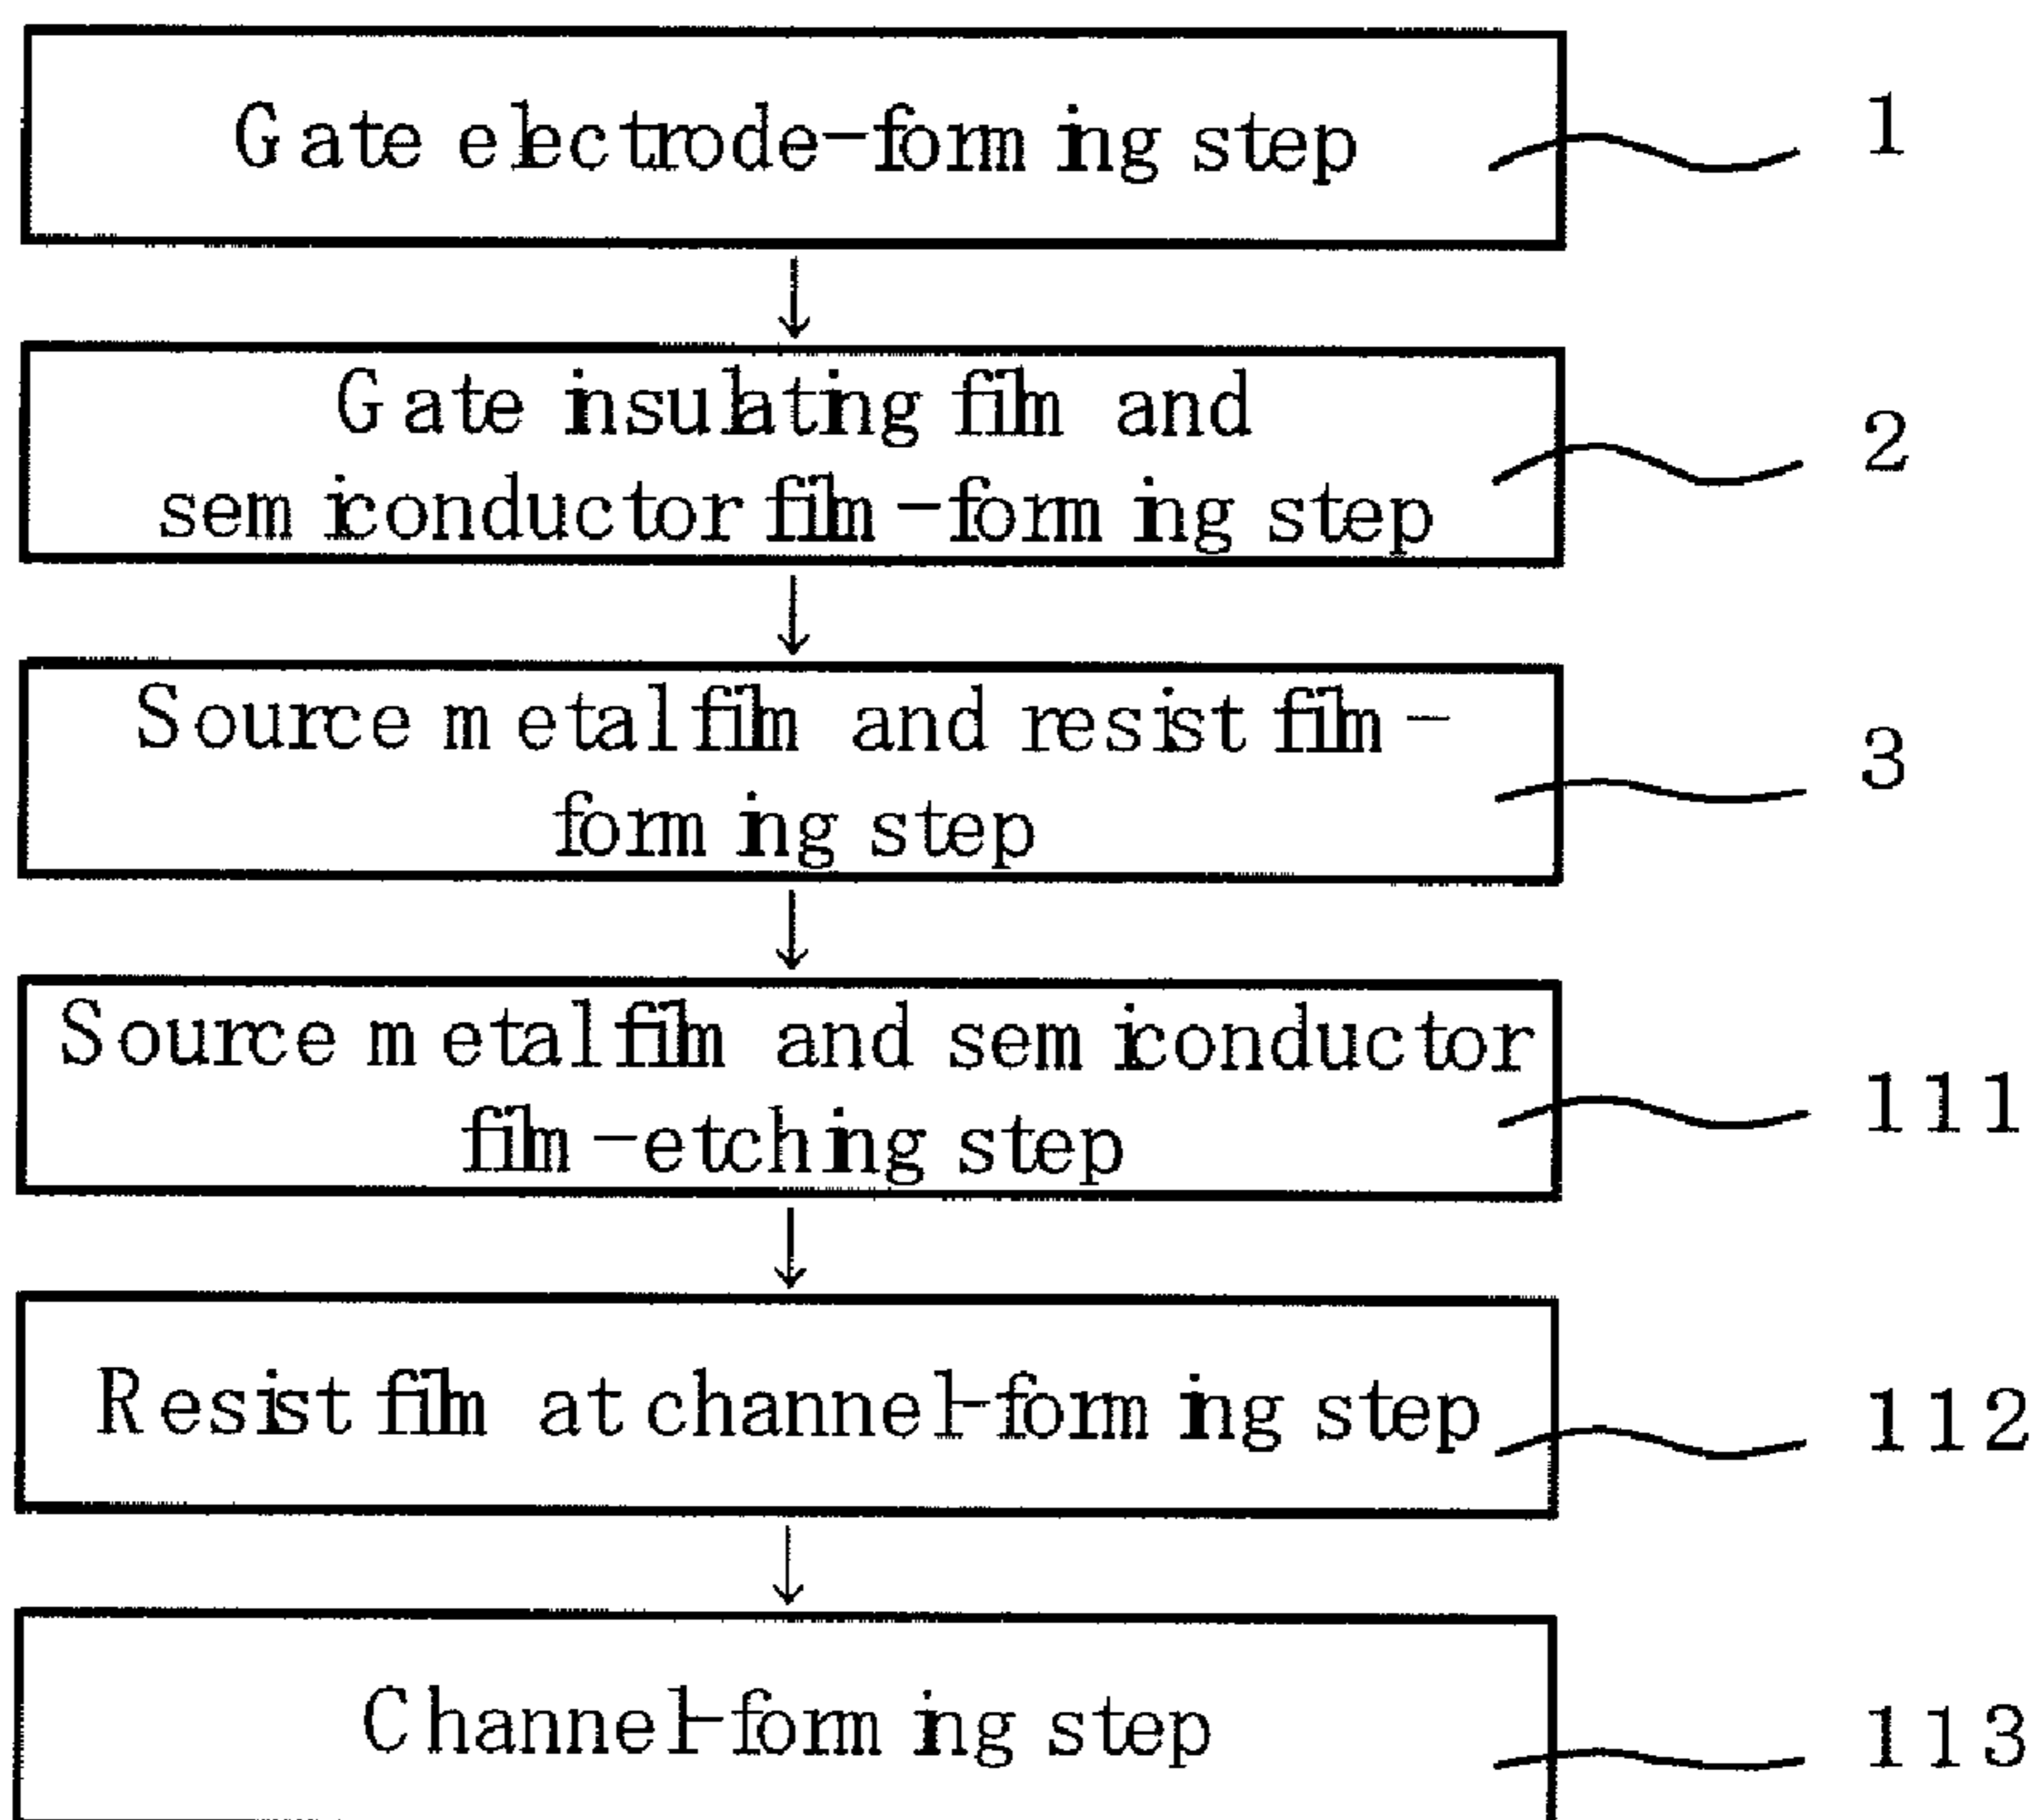 Gate electrode-forming step
1
Gate insulating film and
semiconductor film-forming step
2
Source metal film and resist film-
forming step
3
Source metal film and semiconductor
film-etching step
111
Resist film at channel-forming step
112
Channel-forming step
113